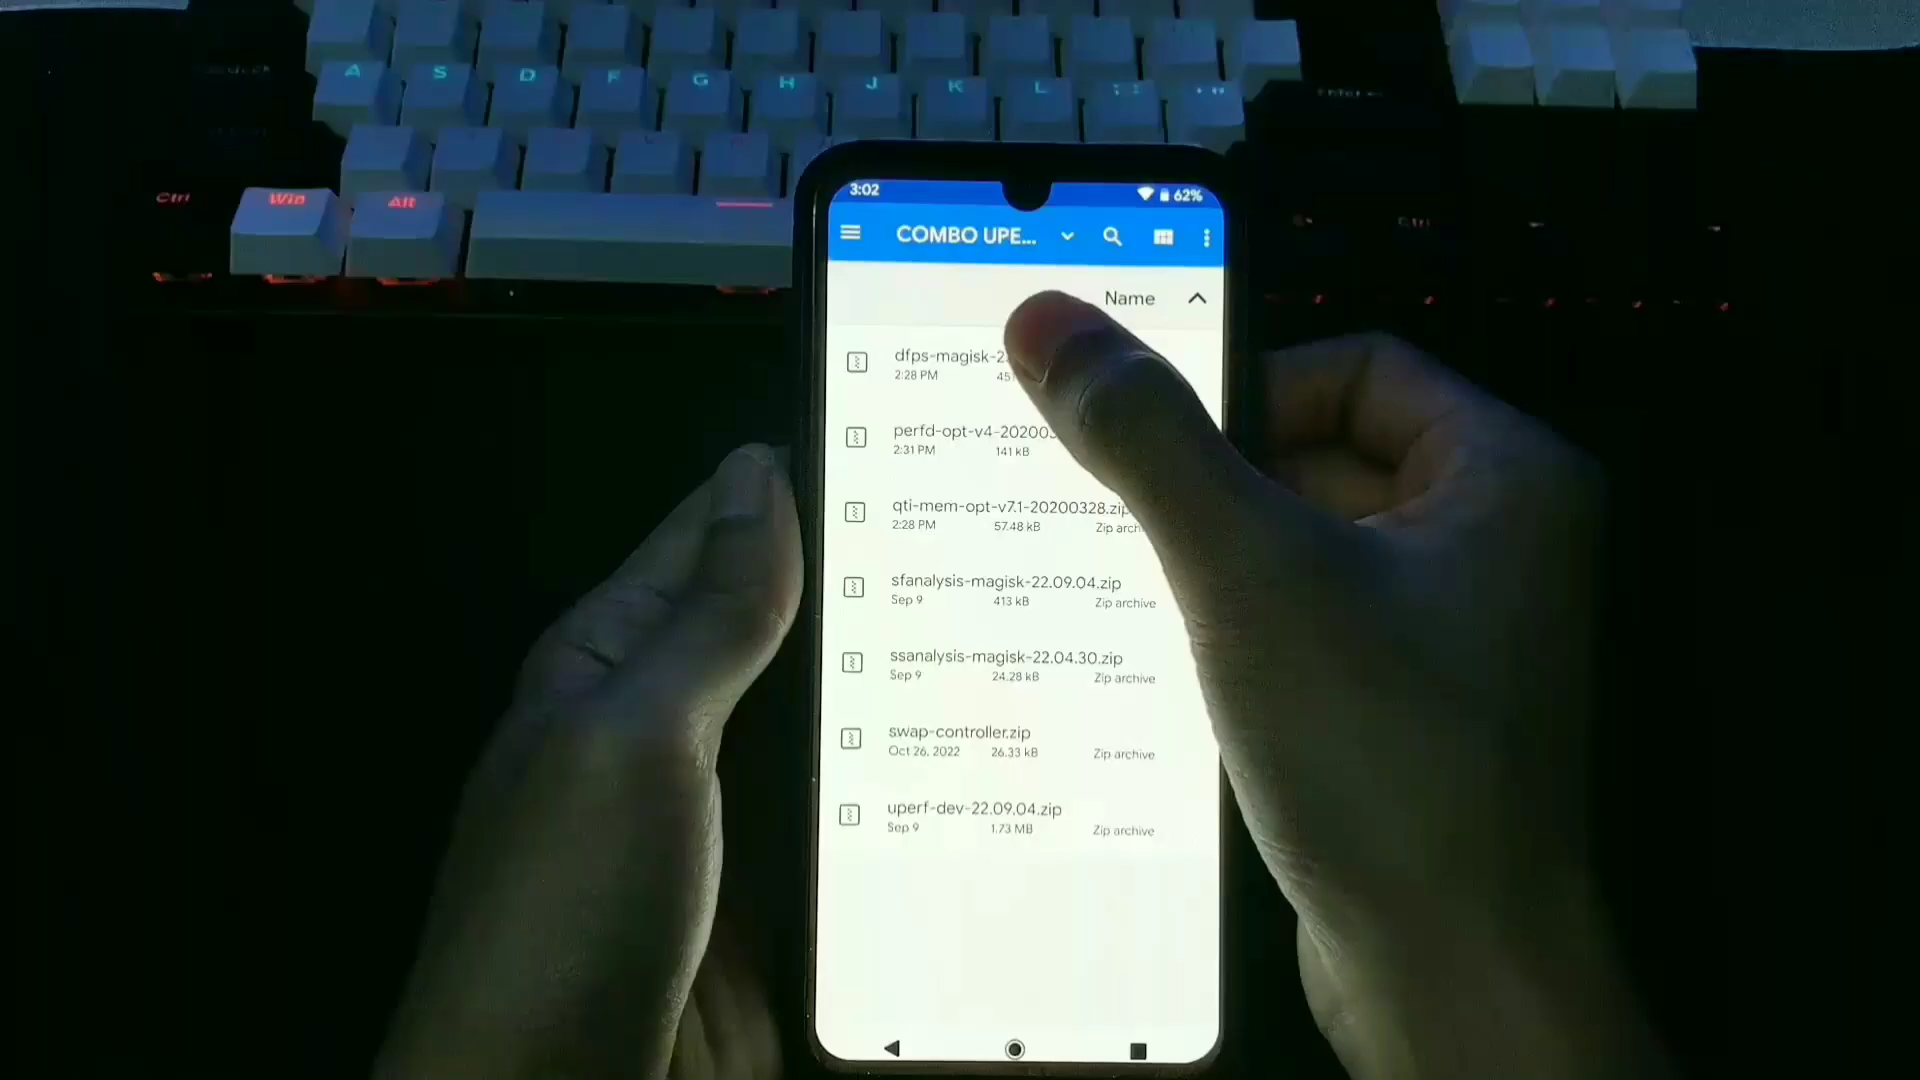 A S D F G H J K L
Ctrl Win Alt
3:02 62%
COMBO UPE...
Name
dfps-magisk-2
2:28 PM 451
perfd-opt-v4-202003
2:31 PM 141 kB
qti-mem-opt-v7.1-20200328.zip
2:28 PM 57.48 kB Zip arch
sfanalysis-magisk-22.09.04.zip
Sep 9 413 kB Zip archive
ssanalysis-magisk-22.04.30.zip
Sep 9 24.28 kB Zip archive
swap-controller.zip
Oct 26, 2022 26.33 kB Zip archive
uperf-dev-22.09.04.zip
Sep 9 1.73 MB Zip archive